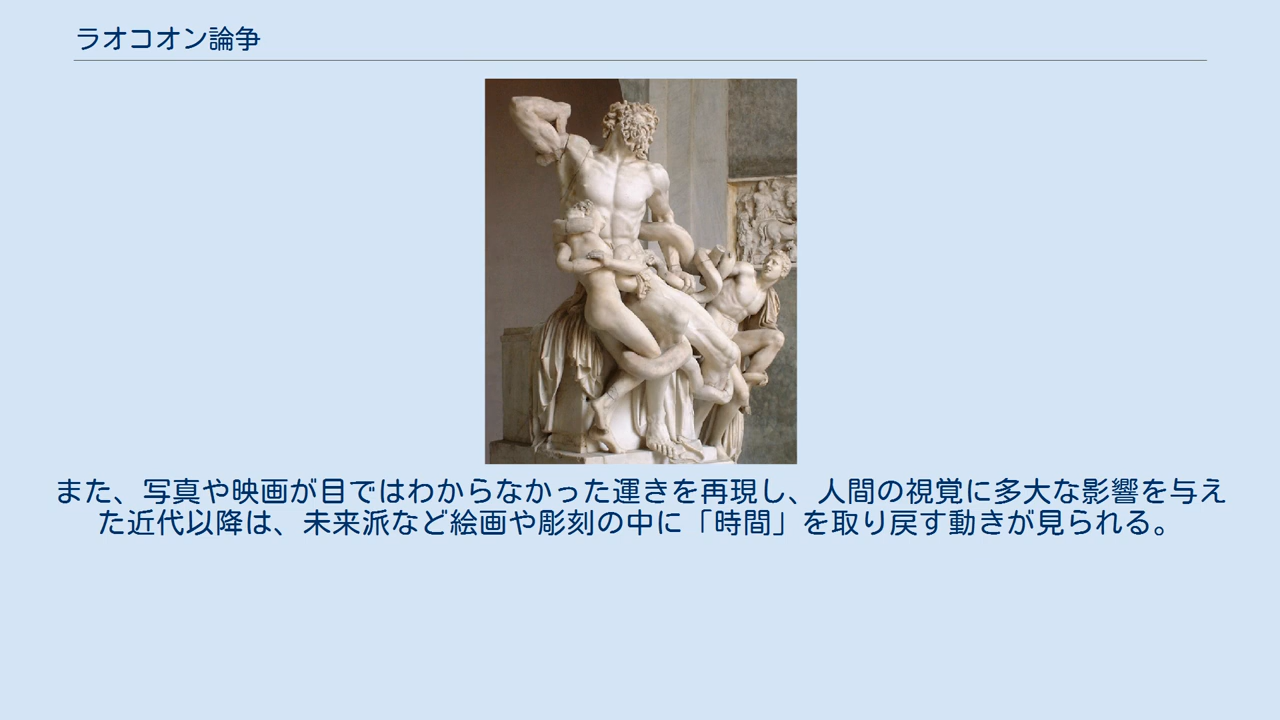 ラオコオン論争
また、写真や映画が目ではわからなかった運きを再現し、人間の視覚に多大な影響を与え
た近代以降は、未来派など絵画や彫刻の中に「時間」を取り戻す動きが見られる。